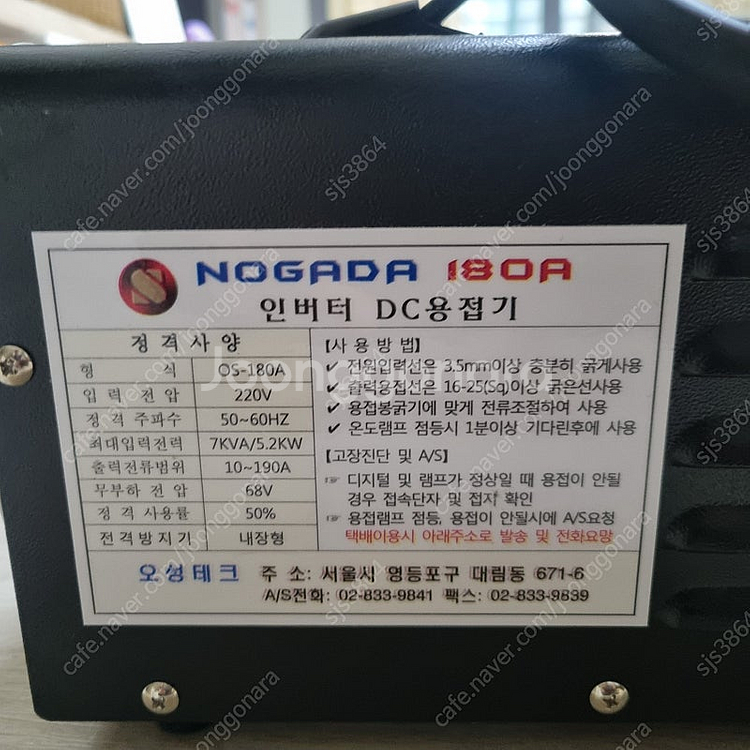 NOGADA 180A
인버터 DC용접기
정격사양
형 식 OS-180A
입력 전압 220V
정격 주파수 50~60HZ
최대입력전력 7KVA/5.2KW
출력전류범위 10~190A
무부하 전압 68V
정격 사용률 50%
전격방지기 내장형
[사용방법]
✔ 전원입력선은 3.5mm이상 충분히 굵게사용
✔ 출력용접선은 16-25(Sq)이상 굵은선사용
✔ 용접봉굵기에 맞게 전류조절하여 사용
✔ 온도램프 점등시 1분이상 기다린후에 사용
[고장진단 및 A/S]
☞ 디지털 및 램프가 정상일 때 용접이 안될
경우 접속단자 및 접지 확인
☞ 용접램프 점등, 용접이 안될시에 A/S요청
택배이용시 아래주소로 발송 및 전화요망
오성테크 주 소: 서울시 영등포구 대림동 671-6
A/S전화: 02-833-9841 팩스: 02-833-9839
Joonggonara
cafe.naver.com/joonggonara
sjs3864